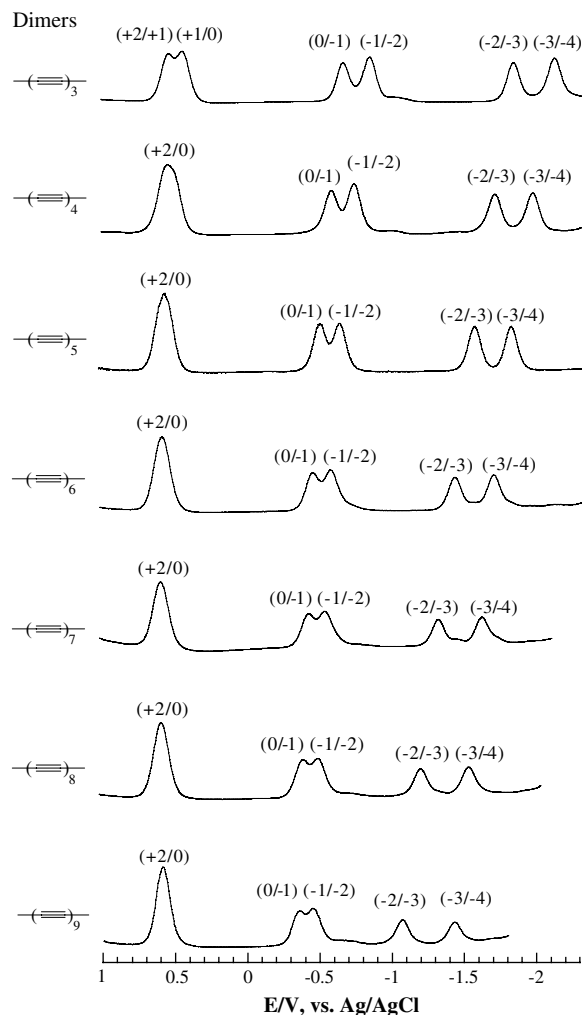 Dimers
(+2/+1) (+1/0) (0/-1) (-1/-2) (-2/-3) (-3/-4)
( )3
(+2/0) (0/-1) (-1/-2) (-2/-3) (-3/-4)
( )4
(+2/0) (0/-1) (-1/-2) (-2/-3) (-3/-4)
( )5
(+2/0) (0/-1) (-1/-2) (-2/-3) (-3/-4)
( )6
(+2/0) (0/-1) (-1/-2) (-2/-3) (-3/-4)
( )7
(+2/0) (0/-1) (-1/-2) (-2/-3) (-3/-4)
( )8
(+2/0) (0/-1) (-1/-2) (-2/-3) (-3/-4)
( )9
1 0.5 0 -0.5 -1 -1.5 -2
E/V, vs. Ag/AgCl